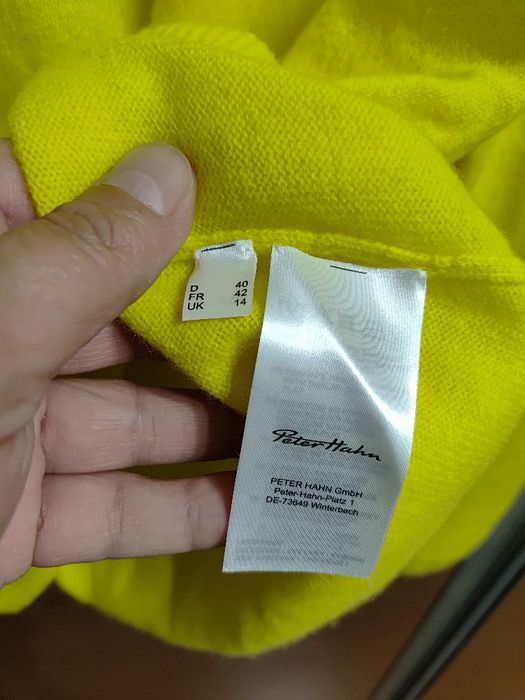 D 40
FR 42
UK 14
Peter Hahn
PETER HAHN GmbH
Peter-Hahn-Platz 1
DE-73649 Winterbach